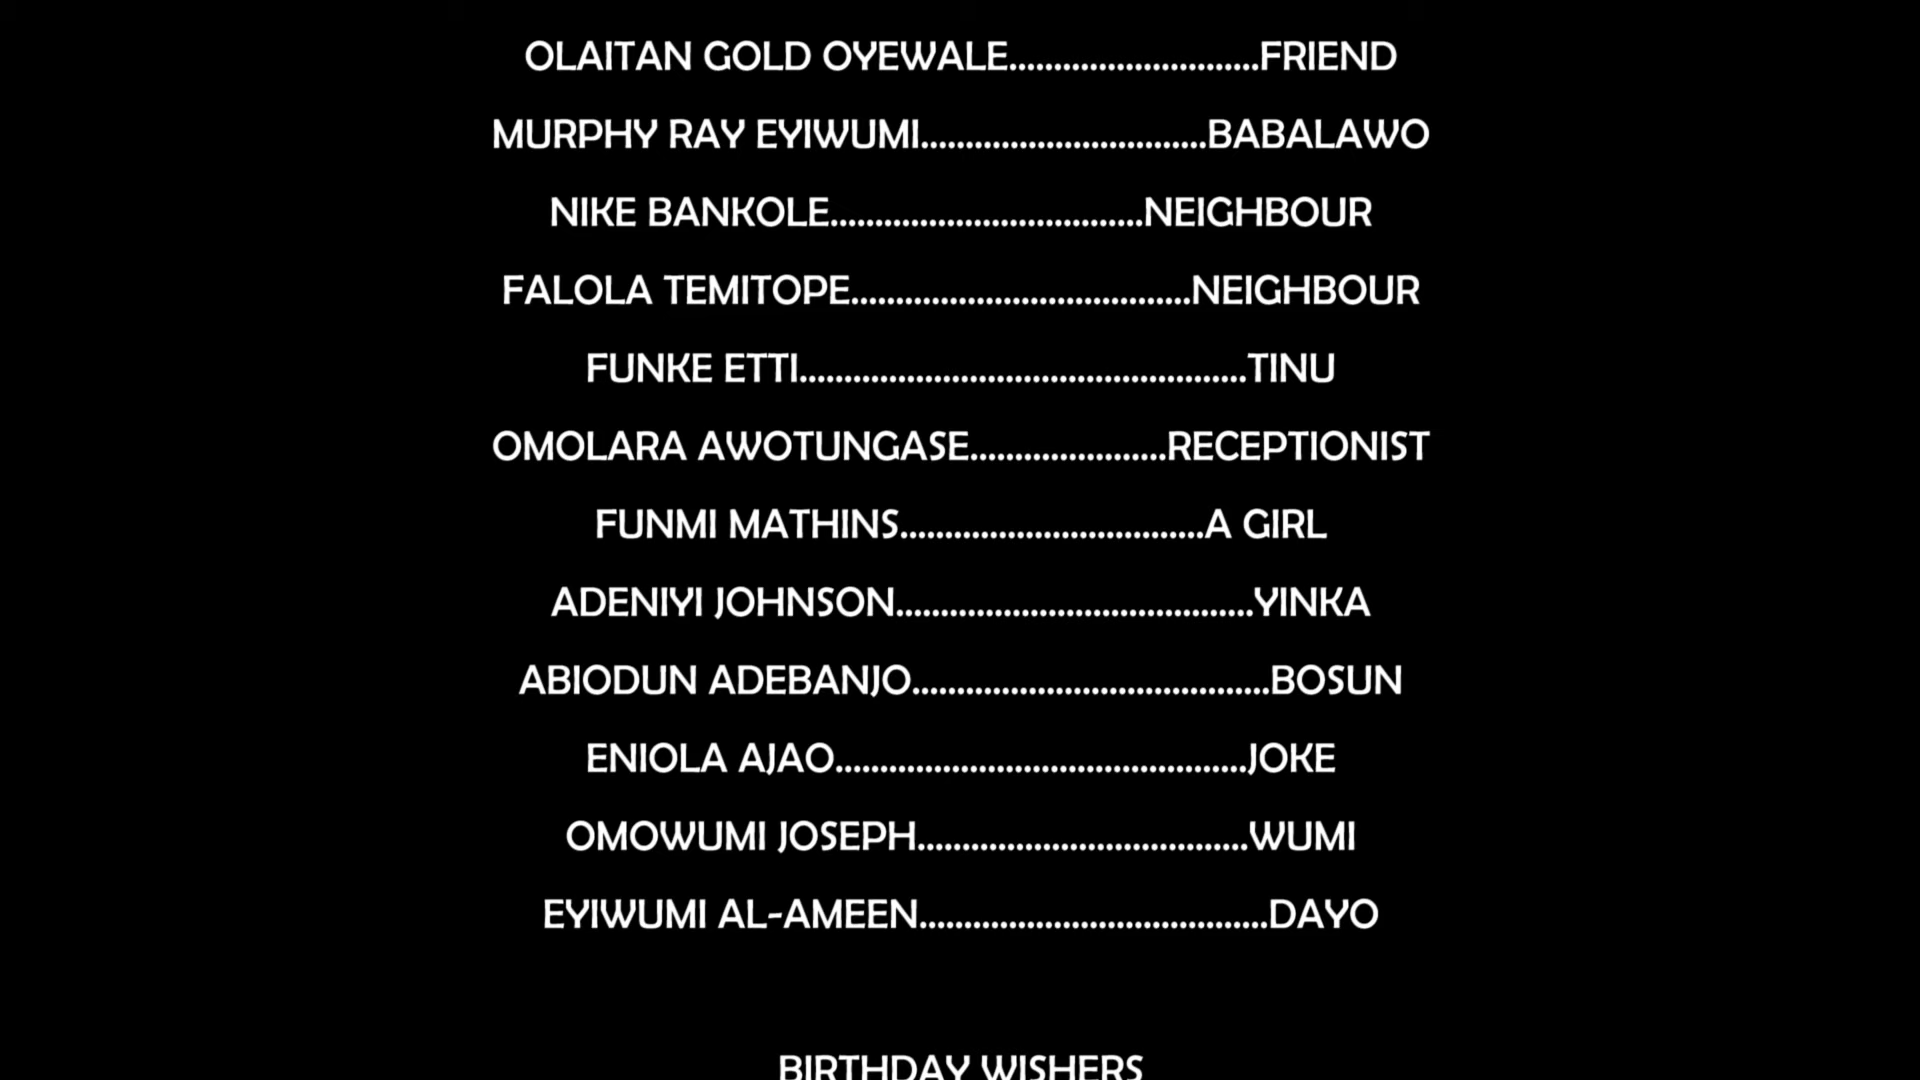 OLAITAN GOLD OYEWALE............................FRIEND
MURPHY RAY EYIWUMI................................BABALAWO
NIKE BANKOLE...................................NEIGHBOUR
FALOLA TEMITOPE......................................NEIGHBOUR
FUNKE ETTI..................................................TINU
OMOLARA AWOTUNGASE......................RECEPTIONIST
FUNMI MATHINS..................................A GIRL
ADENIYI JOHNSON........................................YINKA
ABIODUN ADEBANJO........................................BOSUN
ENIOLA AJAO..............................................JOKE
OMOWUMI JOSEPH.....................................WUMI
EYIWUMI AL-AMEEN.......................................DAYO
BIRTHDAY WISHERS